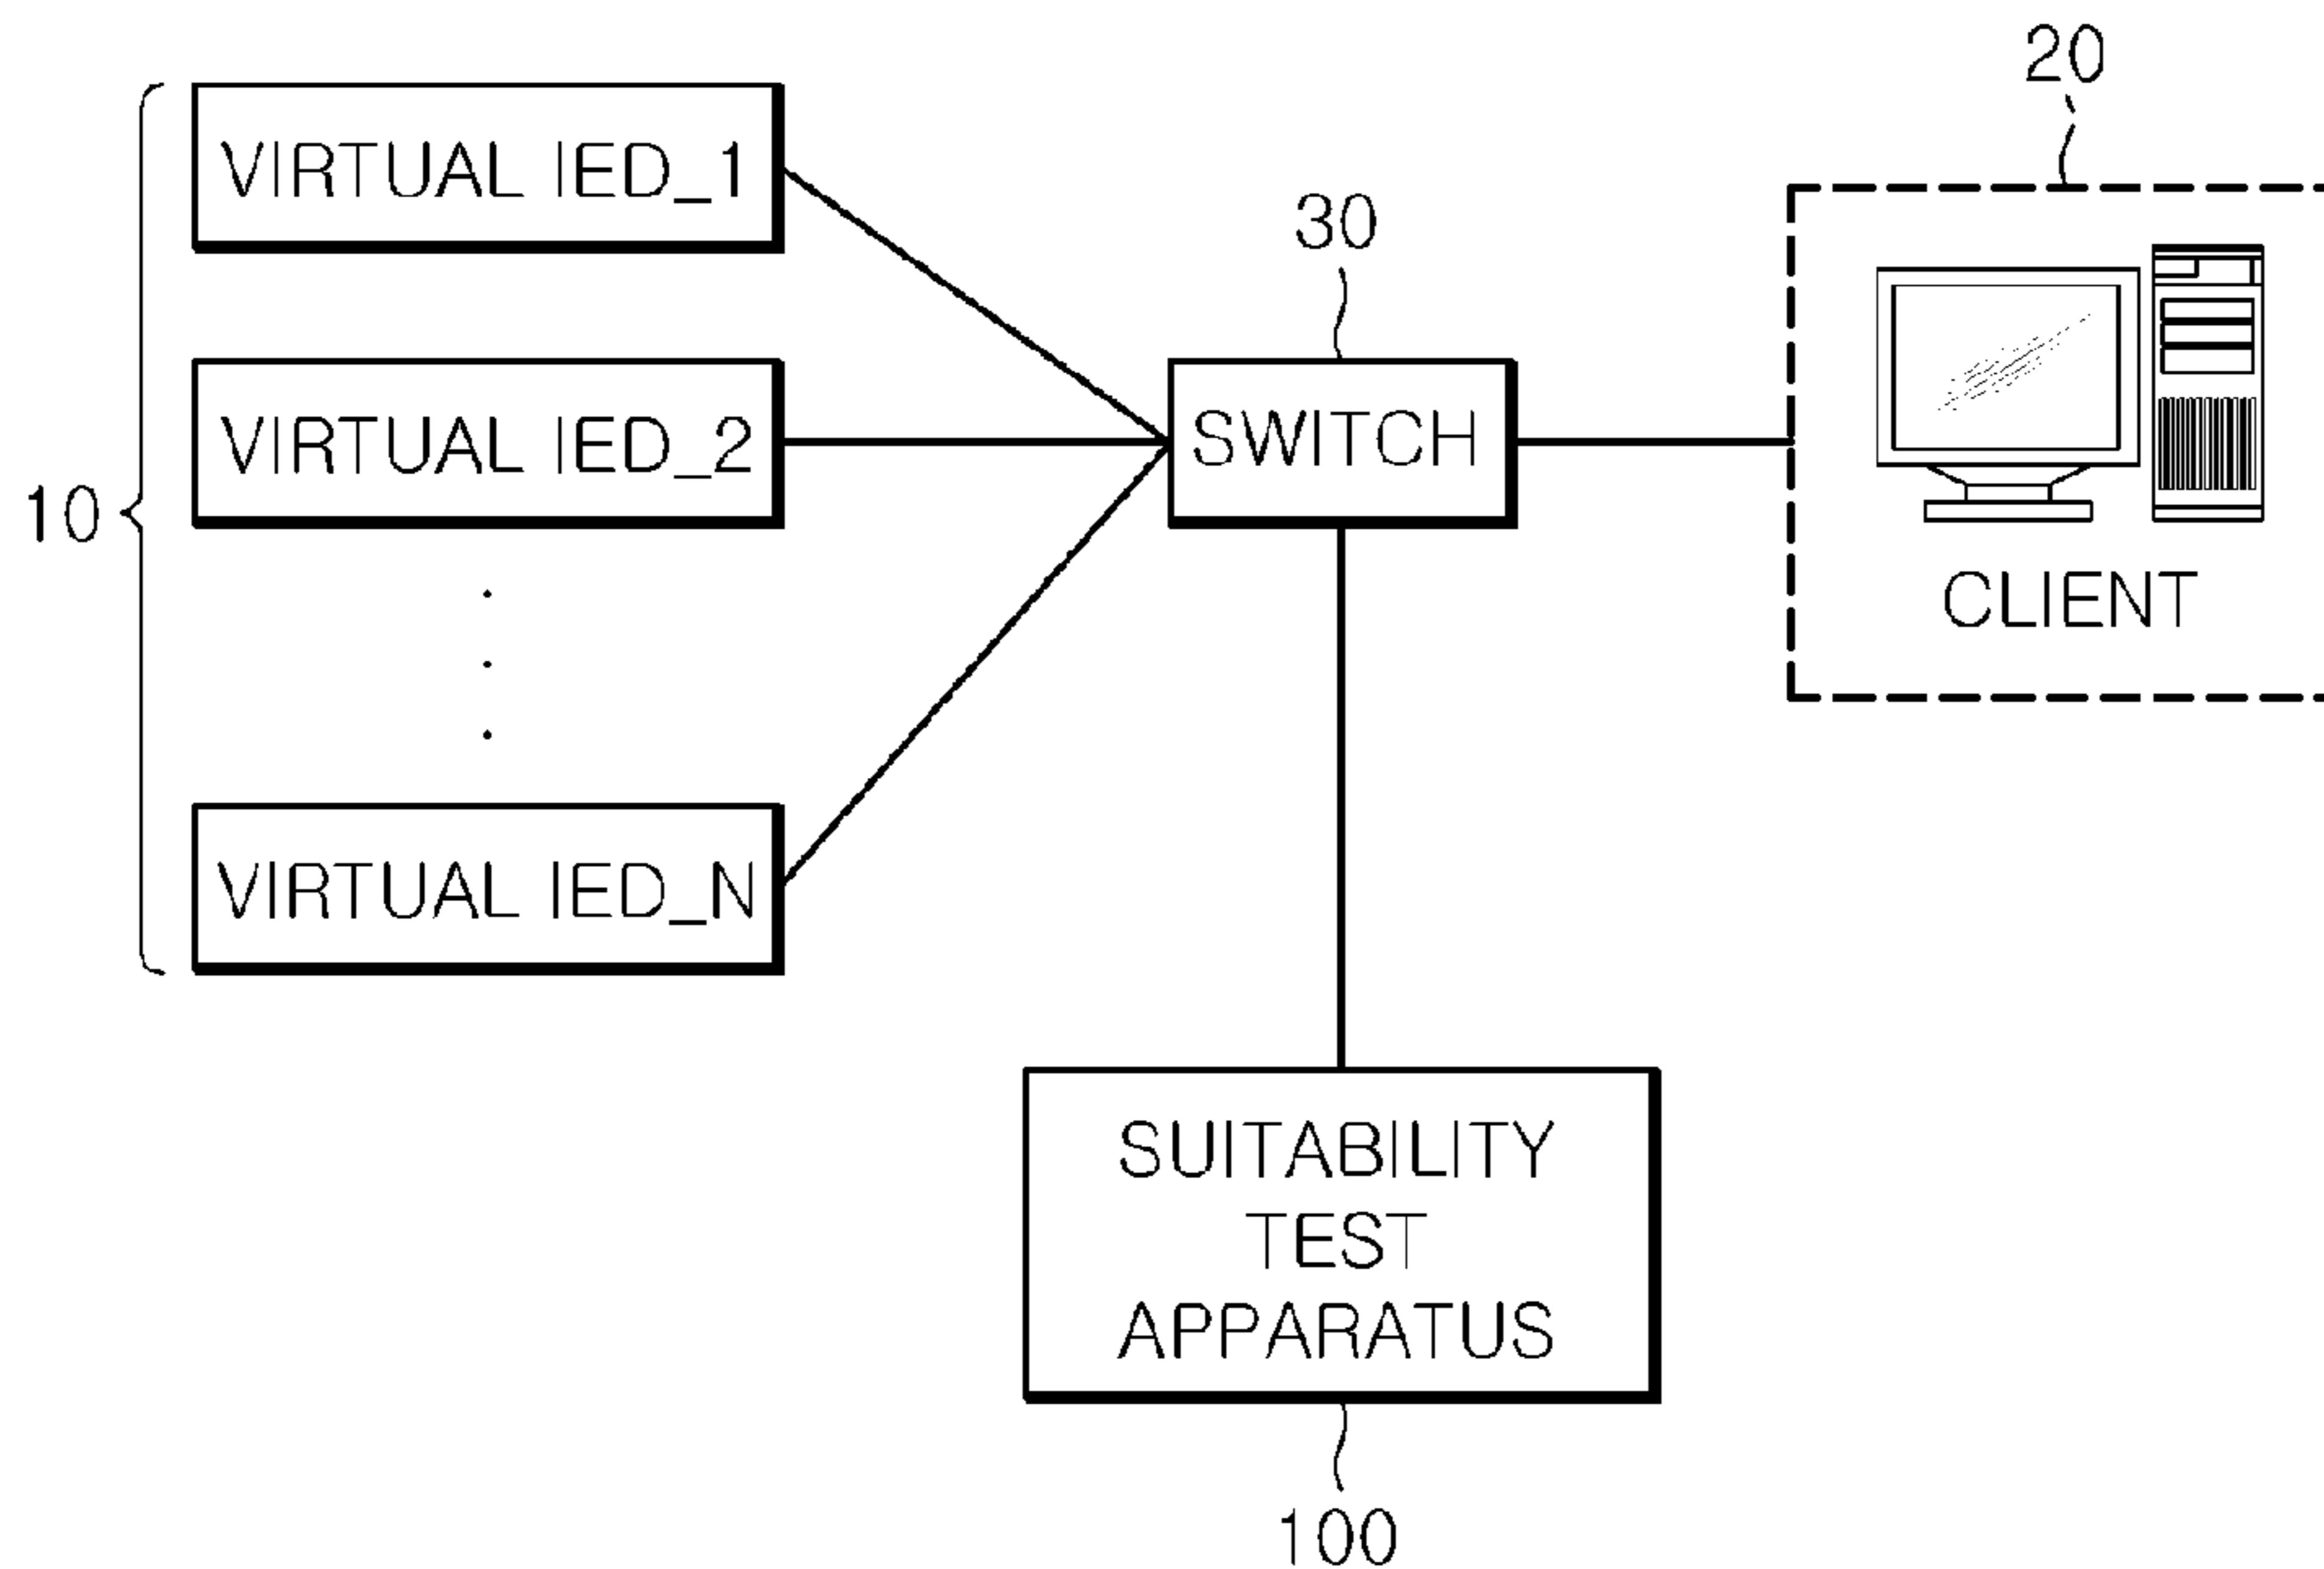 20
VIRTUAL IED_1
30
VIRTUAL IED_2
SWITCH
10
CLIENT
VIRTUAL IED_N
SUITABILITY
TEST
APPARATUS
100